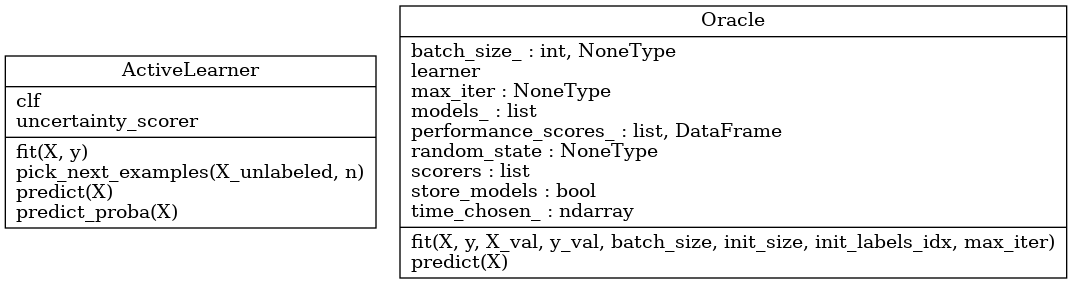 ActiveLearner
clf
uncertainty_scorer
fit(X, y)
pick_next_examples(X_unlabeled, n)
predict(X)
predict_proba(X)
Oracle
batch_size_ : int, NoneType
learner
max_iter : NoneType
models_ : list
performance_scores_ : list, DataFrame
random_state : NoneType
scorers : list
store_models : bool
time_chosen_ : ndarray
fit(X, y, X_val, y_val, batch_size, init_size, init_labels_idx, max_iter)
predict(X)